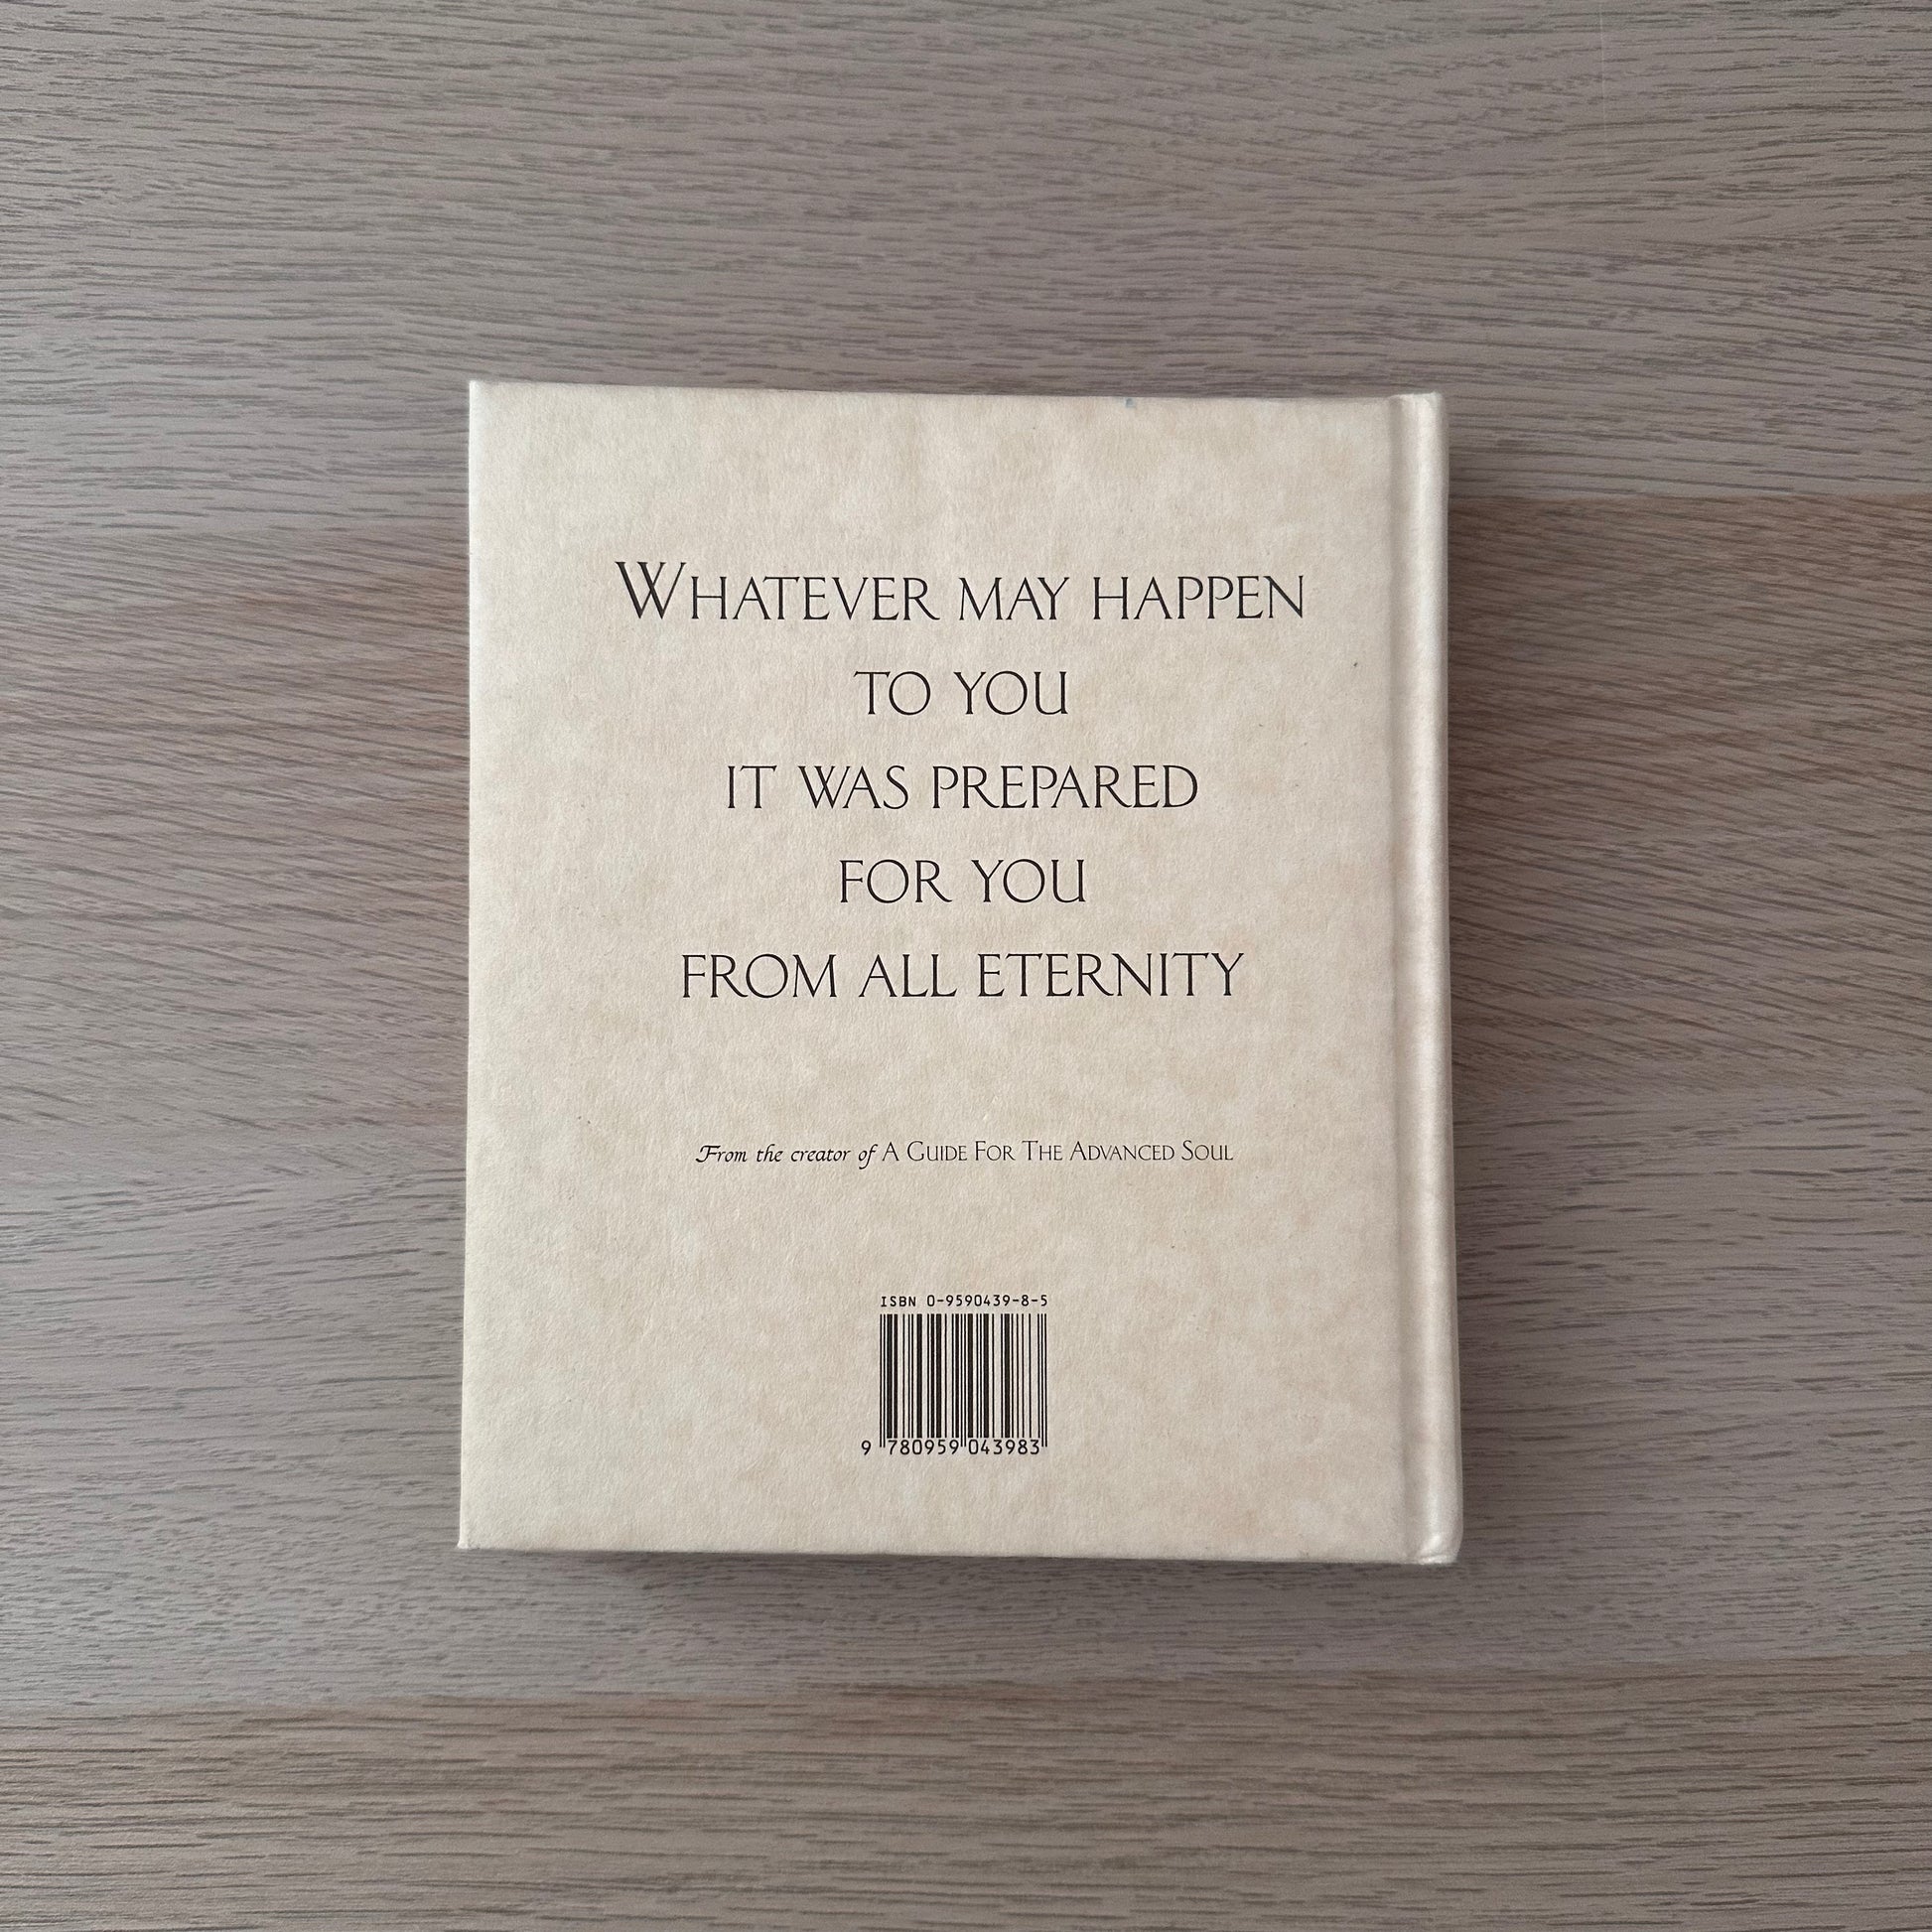 WHATEVER MAY HAPPEN
TO YOU
IT WAS PREPARED
FOR YOU
FROM ALL ETERNITY
From the creator of A GUIDE FOR THE ADVANCED SOUL
ISBN 0-9590439-8-5
9 780959 043983